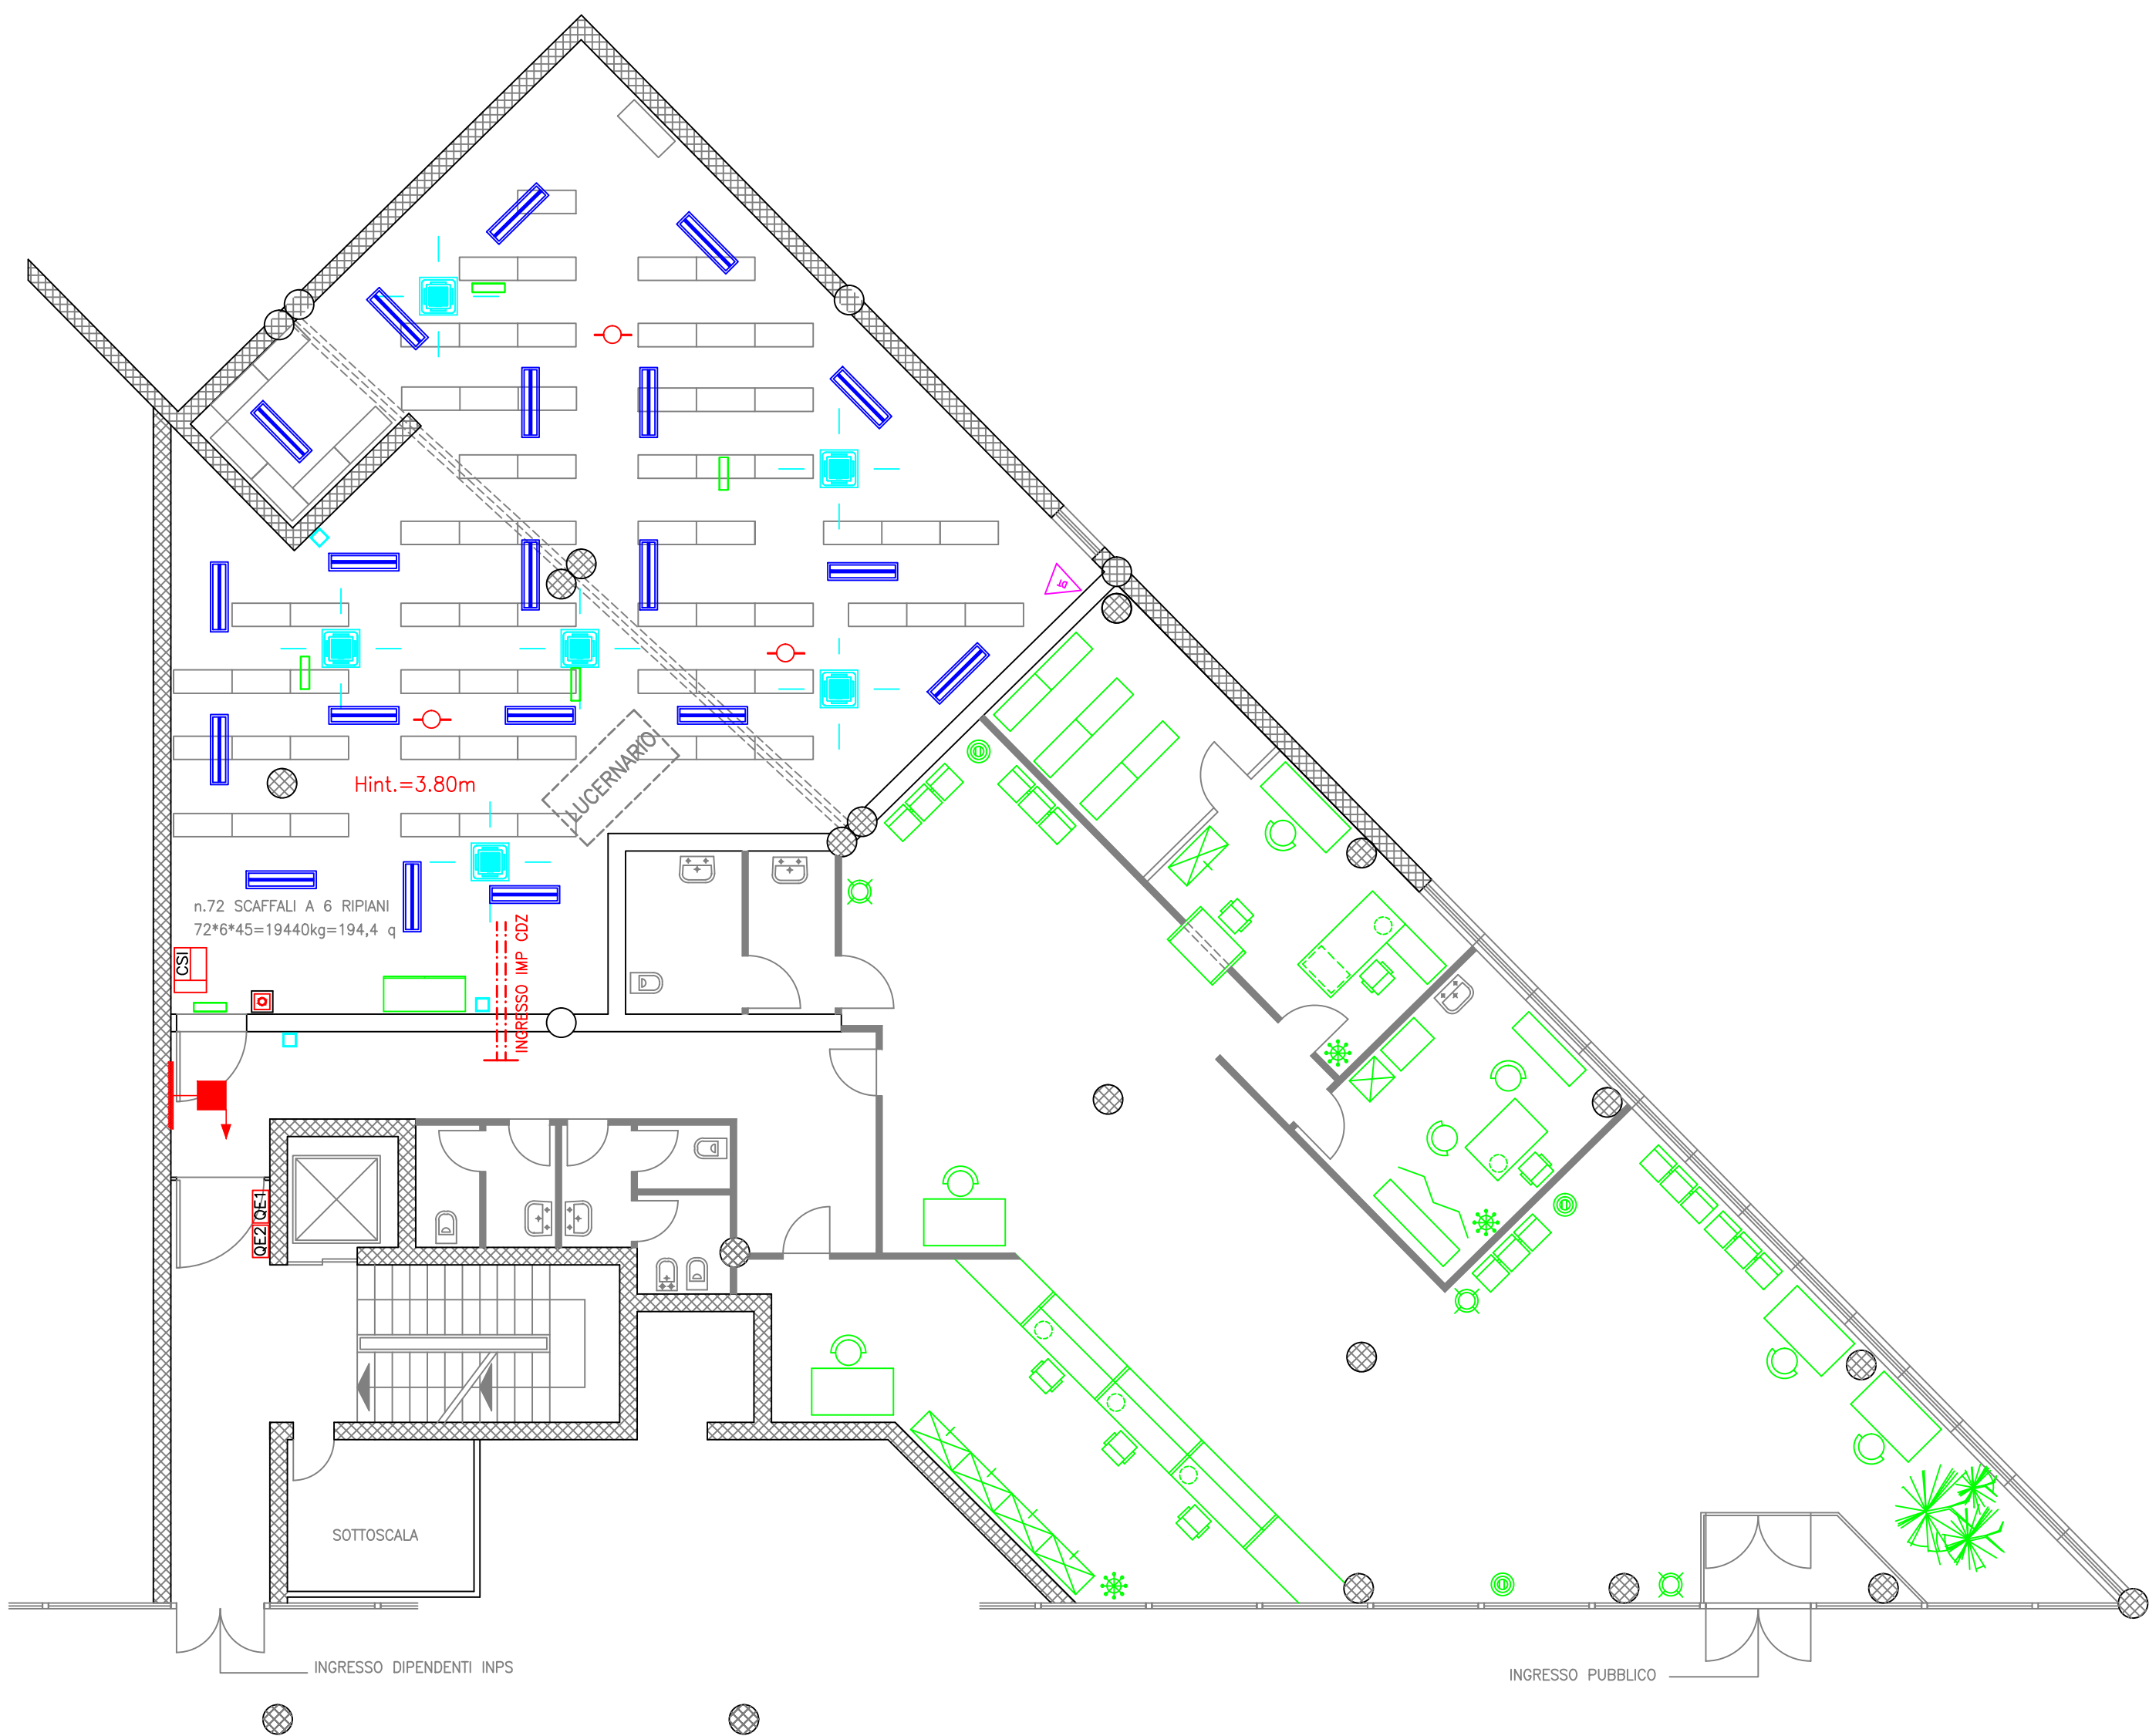 LUCERNARIO
Hint.=3.80m
n.72 SCAFFALI A 6 RIPIANI
72*6*45=19440kg=194,4 q
CSI
INGRESSO IMP CDZ
QE1
QE2
SOTTOSCALA
INGRESSO DIPENDENTI INPS
INGRESSO PUBBLICO